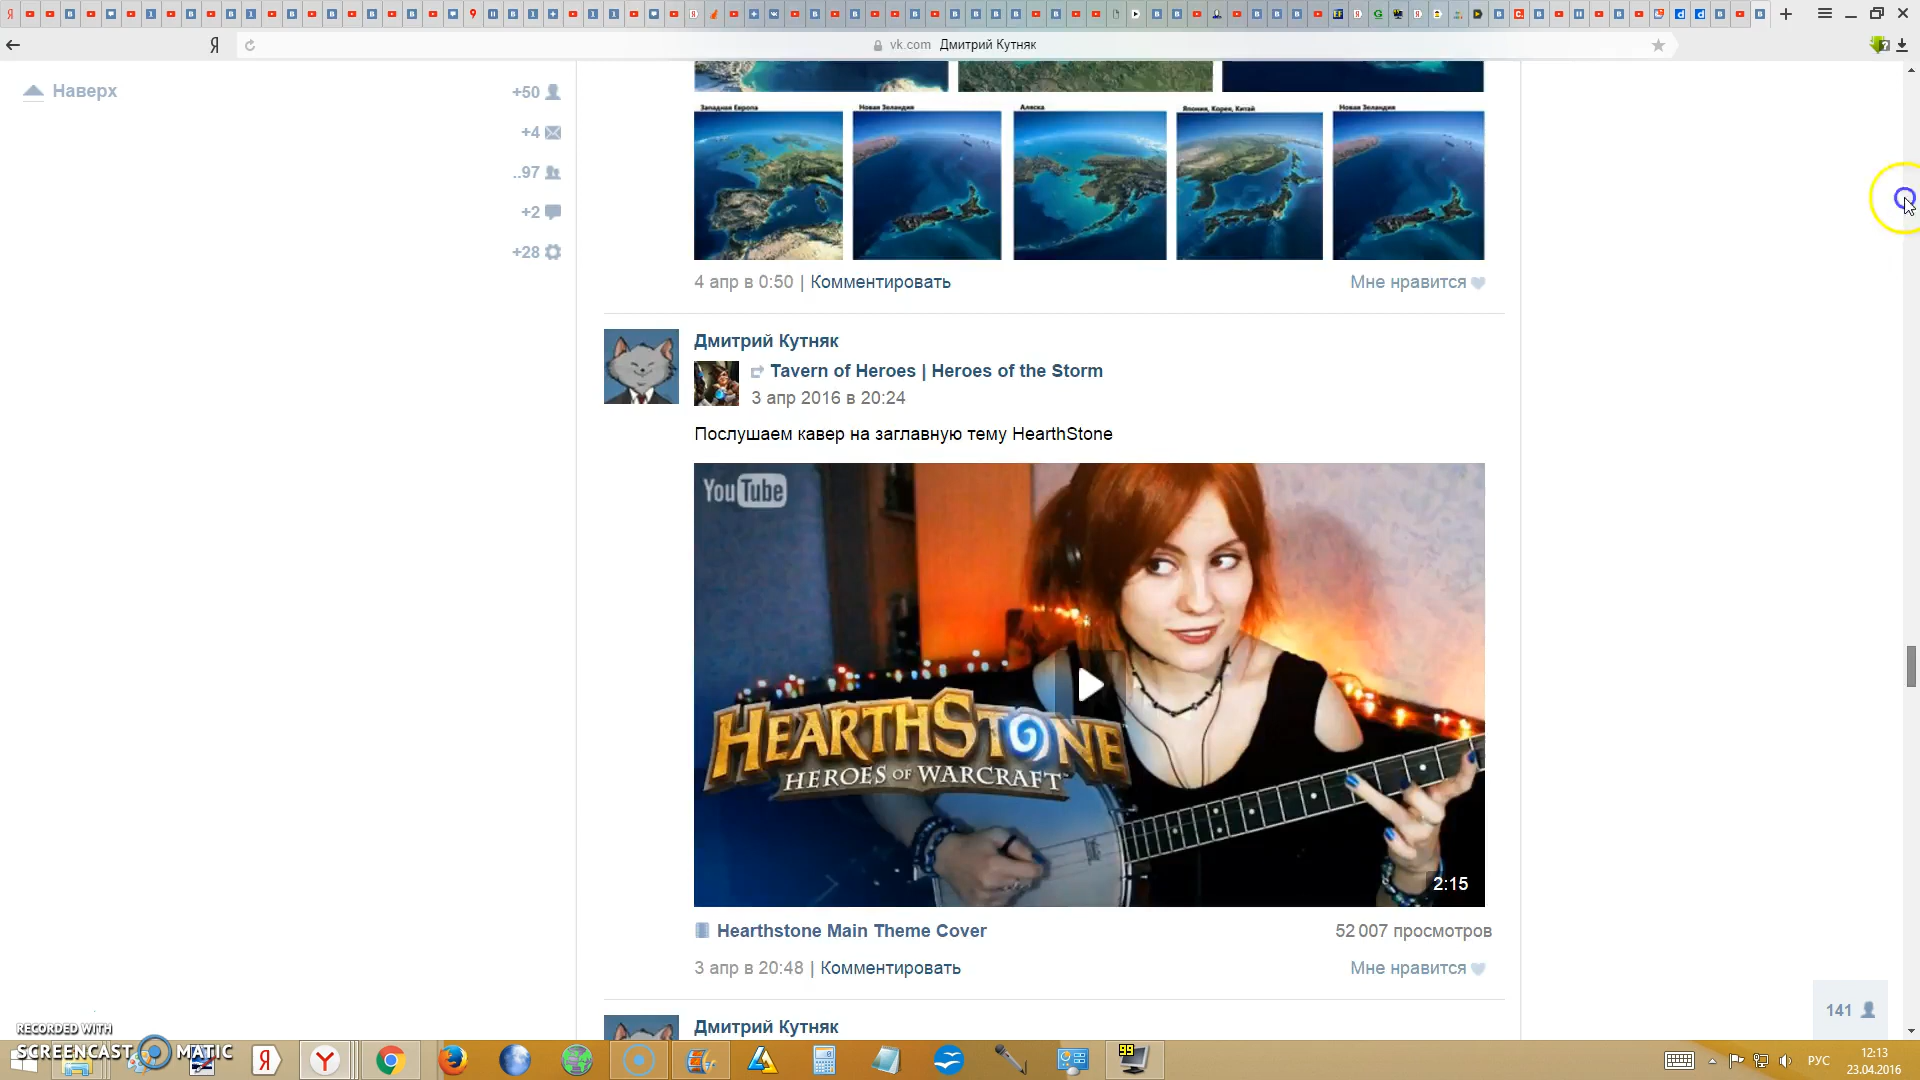 vk.com Дмитрий Кутняк
Наверх
+50
+4
..97
+2
+28
Западная Европа
Новая Зеландия
Аляска
Япония, Корея, Китай
Новая Зеландия
4 апр в 0:50 | Комментировать
Мне нравится
Дмитрий Кутняк
Tavern of Heroes | Heroes of the Storm
3 апр 2016 в 20:24
Послушаем кавер на заглавную тему HearthStone
YouTube
HEARTHSTONE
HEROES OF WARCRAFT
2:15
Hearthstone Main Theme Cover
52 007 просмотров
3 апр в 20:48 | Комментировать
Мне нравится
Дмитрий Кутняк
141
RECORDED WITH
SCREENCAST MATIC
99
РУС
12:13
23.04.2016